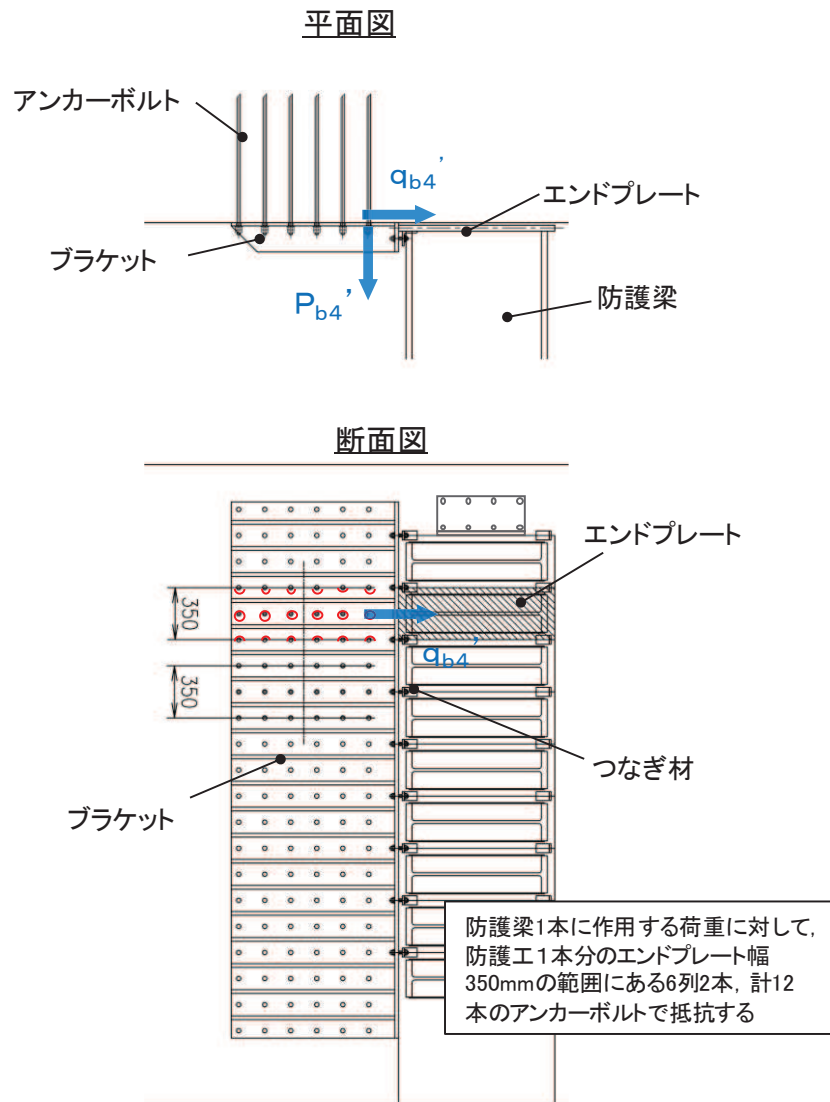 平面図
アンカーボルト
qb4'
エンドプレート
ブラケット
Pb4'
防護梁
断面図
エンドプレート
350
qb4'
350
つなぎ材
ブラケット
防護梁1本に作用する荷重に対して,
防護工1本分のエンドプレート幅
350mmの範囲にある6列2本, 計12
本のアンカーボルトで抵抗する